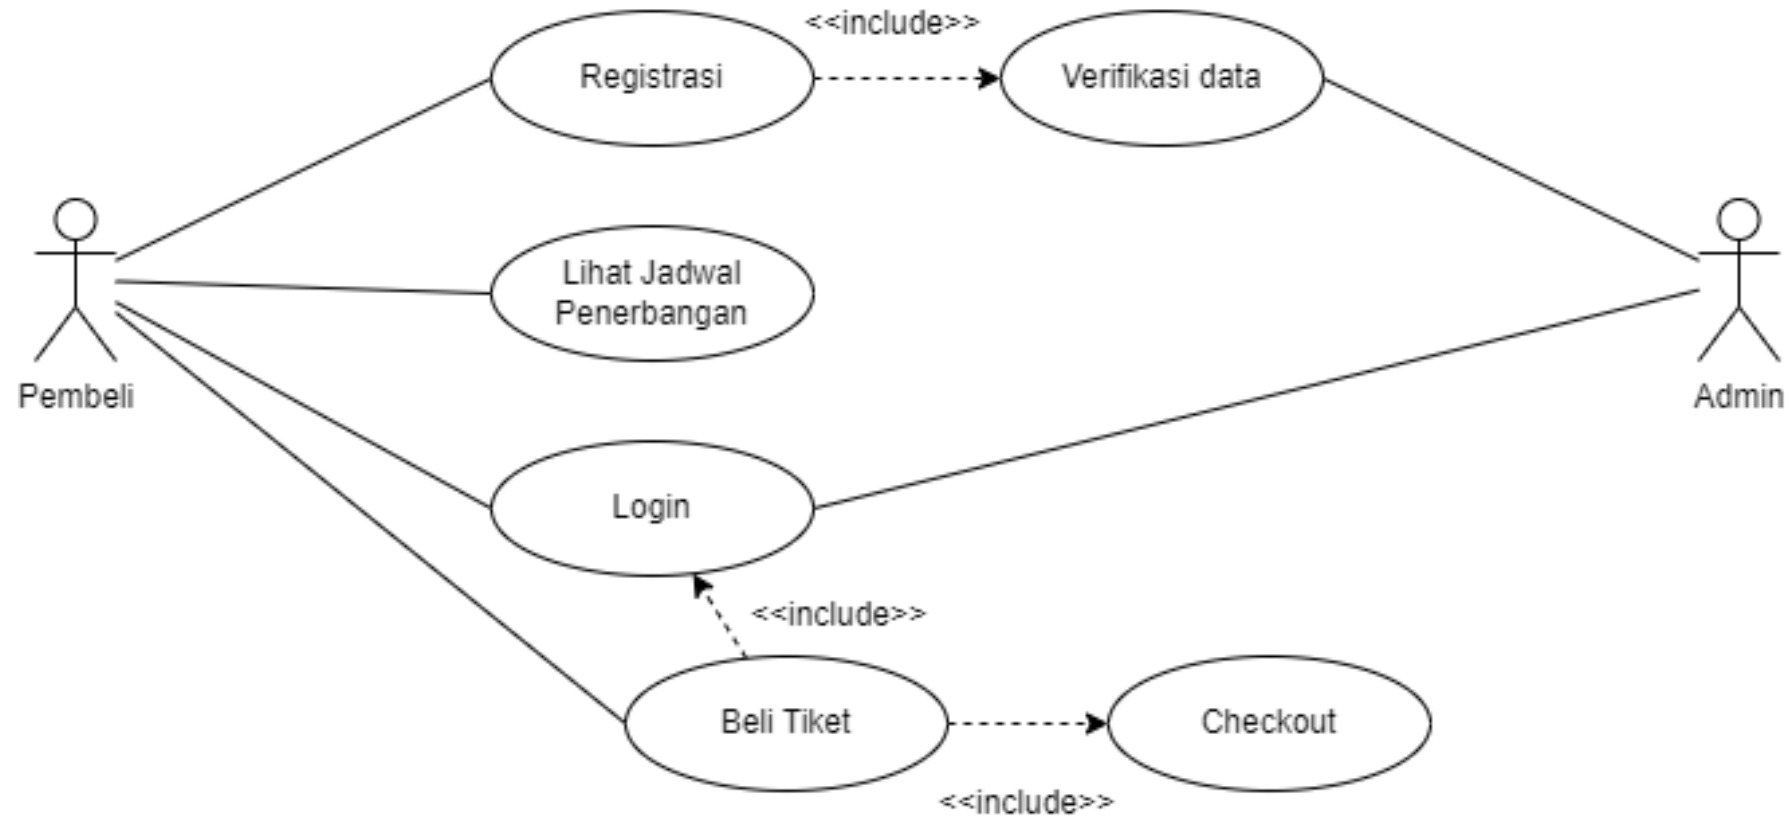 <<include>>
Registrasi
Verifikasi data
Lihat Jadwal
Penerbangan
Pembeli
Admin
Login
<<include>>
Beli Tiket
Checkout
<<include>>